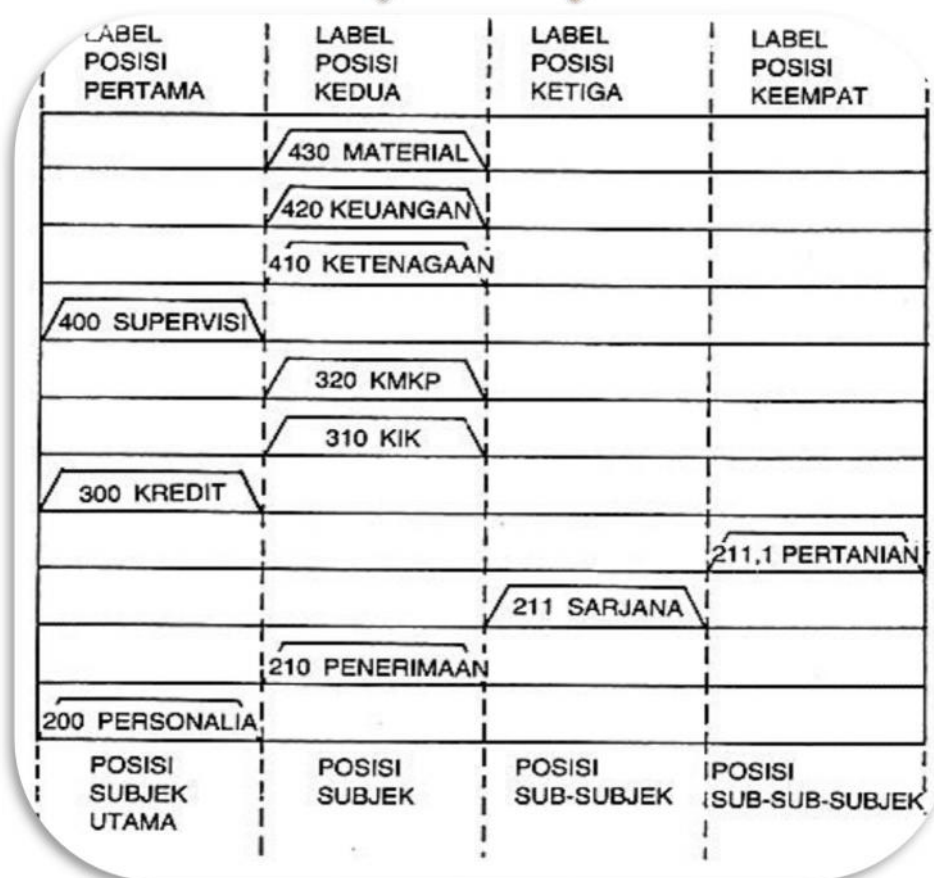 LABEL
POSISI
PERTAMA
LABEL
POSISI
KEDUA
LABEL
POSISI
KETIGA
LABEL
POSISI
KEEMPAT
430 MATERIAL
420 KEUANGAN
410 KETENAGAAN
400 SUPERVISI
320 KMKP
310 KIK
300 KREDIT
211,1 PERTANIAN
211 SARJANA
210 PENERIMAAN
200 PERSONALIA
POSISI
SUBJEK
UTAMA
POSISI
SUBJEK
POSISI
SUB-SUBJEK
POSISI
SUB-SUB-SUBJEK